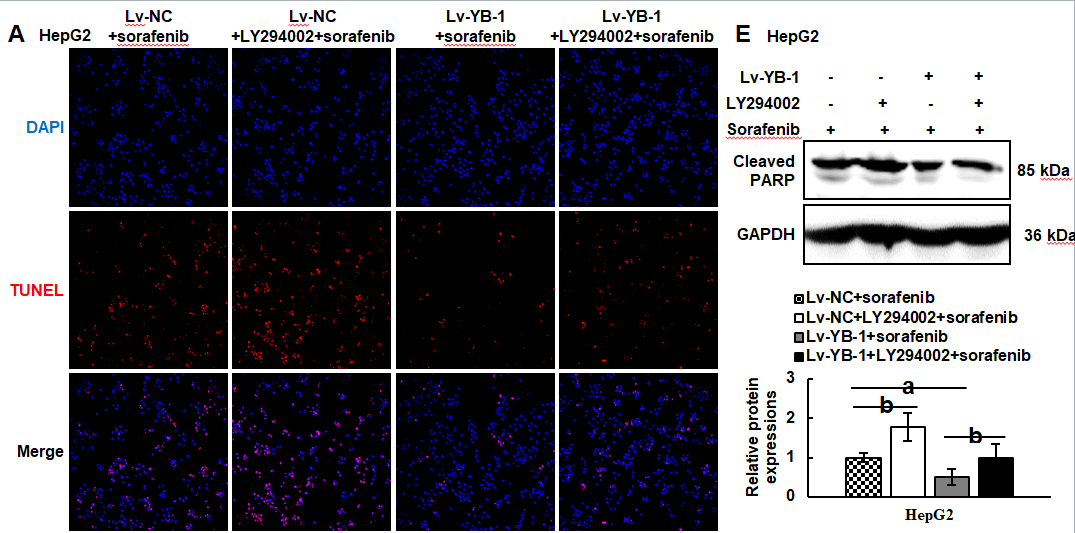 A
HepG2
Lv-NC
+sorafenib
Lv-NC
+LY294002+sorafenib
Lv-YB-1
+sorafenib
Lv-YB-1
+LY294002+sorafenib
DAPI
TUNEL
Merge
E
HepG2
Lv-YB-1 - - + +
LY294002 - + - +
Sorafenib + + + +
Cleaved
PARP
85 kDa
GAPDH
36 kDa
Lv-NC+sorafenib
Lv-NC+LY294002+sorafenib
Lv-YB-1+sorafenib
Lv-YB-1+LY294002+sorafenib
Relative protein
expressions
3
2
1
0
a
b
b
HepG2